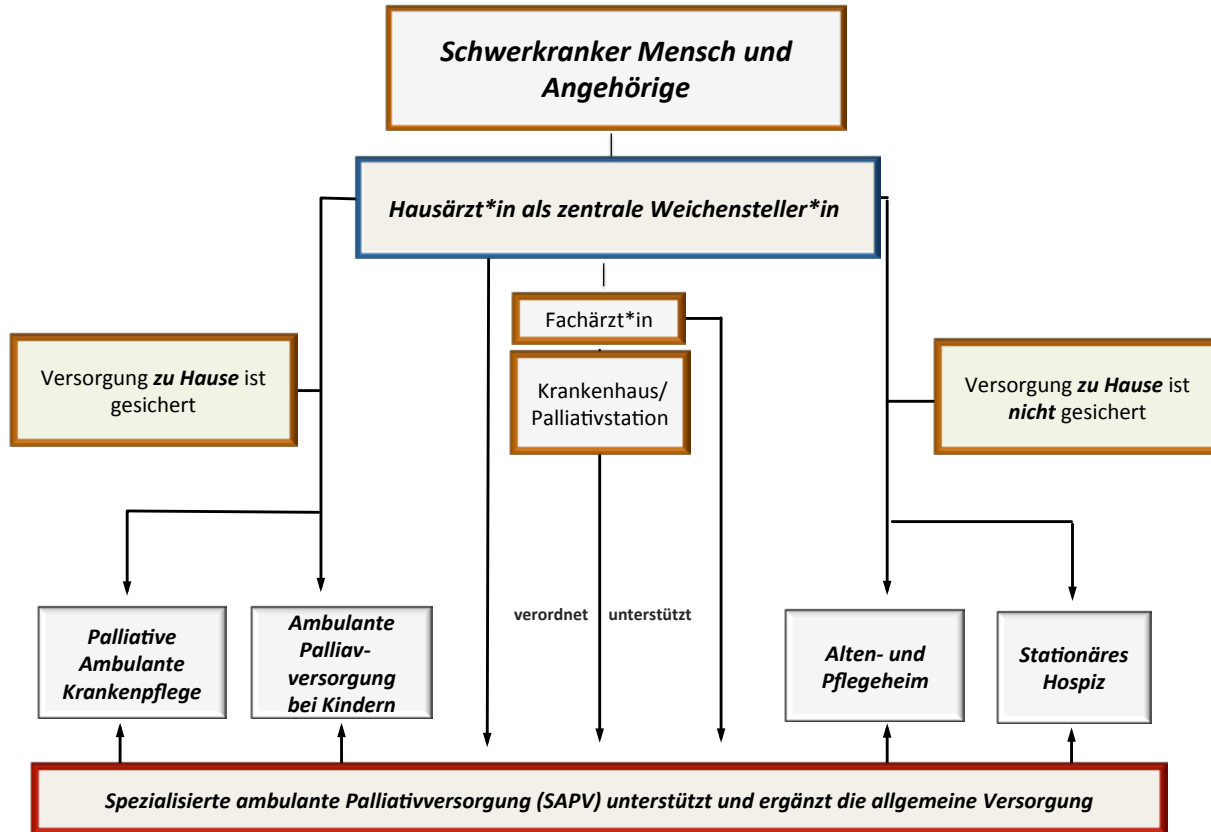 Schwerkranker Mensch und
Angehörige
Hausärzt*in als zentrale Weichensteller*in
Fachärzt*in
Krankenhaus/
Palliativstation
Versorgung zu Hause ist
gesichert
Versorgung zu Hause ist
nicht gesichert
verordnet
unterstützt
Palliative
Ambulante
Krankenpflege
Ambulante
Palliav-
versorgung
bei Kindern
Alten- und
Pflegeheim
Stationäres
Hospiz
Spezialisierte ambulante Palliativversorgung (SAPV) unterstützt und ergänzt die allgemeine Versorgung